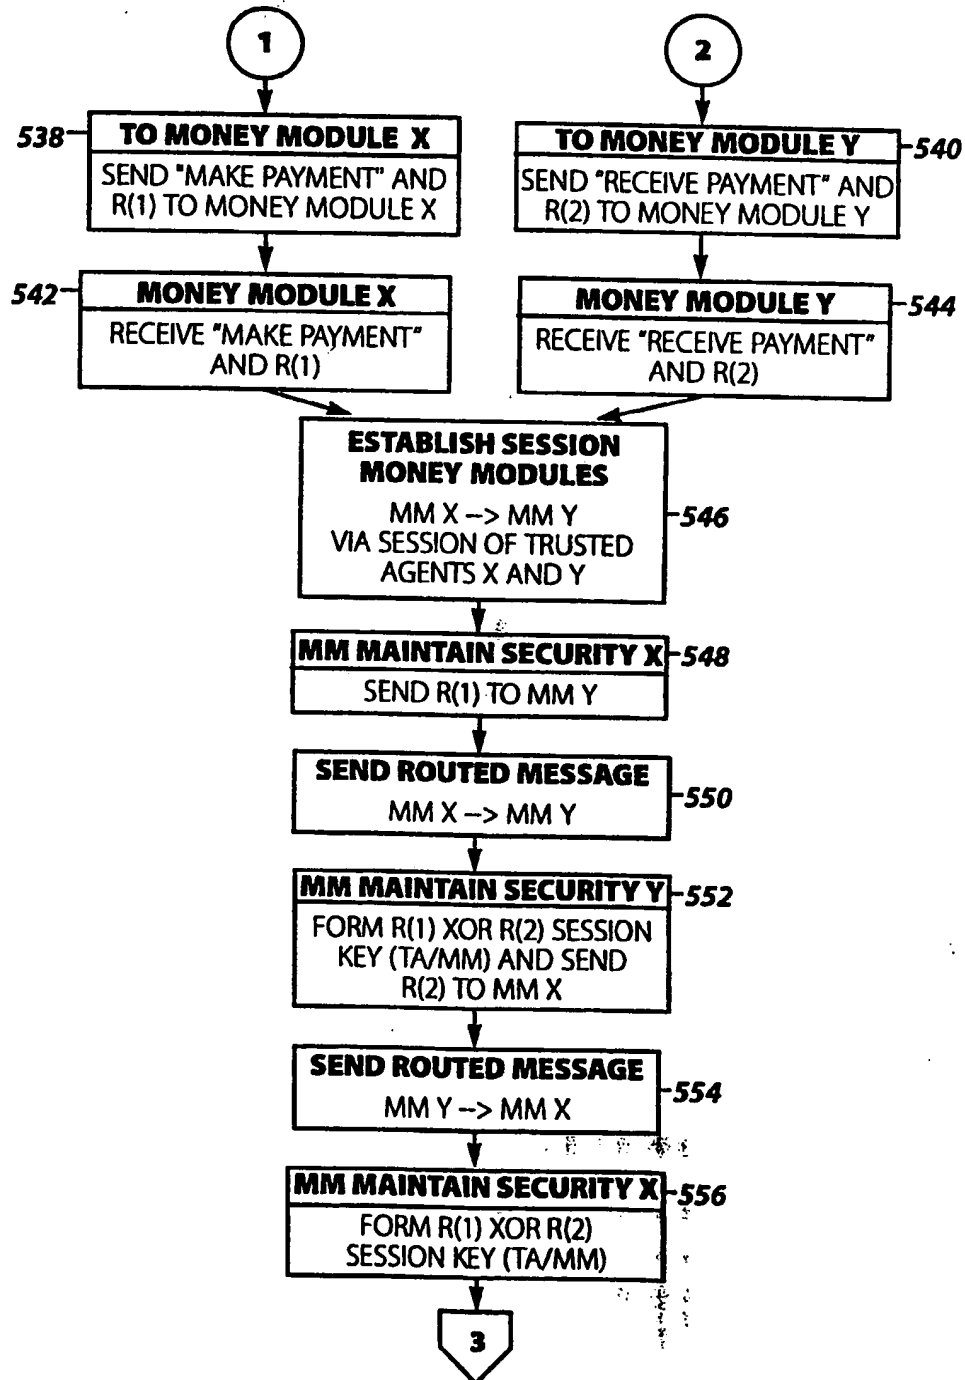 1
2
538
TO MONEY MODULE X
SEND "MAKE PAYMENT" AND
R(1) TO MONEY MODULE X
TO MONEY MODULE Y
540
SEND "RECEIVE PAYMENT" AND
R(2) TO MONEY MODULE Y
542
MONEY MODULE X
RECEIVE "MAKE PAYMENT"
AND R(1)
MONEY MODULE Y
544
RECEIVE "RECEIVE PAYMENT"
AND R(2)
ESTABLISH SESSION
MONEY MODULES
MM X --> MM Y
546
VIA SESSION OF TRUSTED
AGENTS X AND Y
MM MAINTAIN SECURITY X
548
SEND R(1) TO MM Y
SEND ROUTED MESSAGE
550
MM X --> MM Y
MM MAINTAIN SECURITY Y
552
FORM R(1) XOR R(2) SESSION
KEY (TA/MM) AND SEND
R(2) TO MM X
SEND ROUTED MESSAGE
554
MM Y --> MM X
MM MAINTAIN SECURITY X
556
FORM R(1) XOR R(2)
SESSION KEY (TA/MM)
3